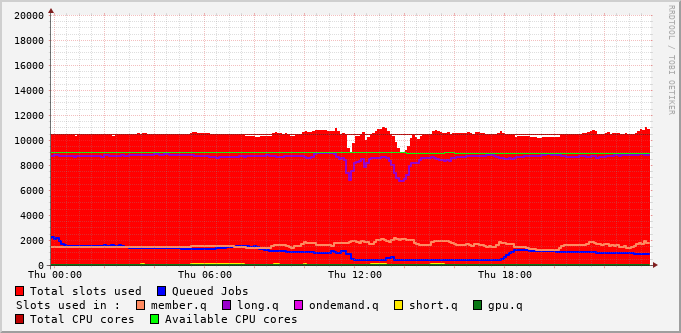 RRDTOOL / TOBI OETIKER
20000
18000
16000
14000
12000
10000
8000
6000
4000
2000
0
Thu 00:00 Thu 06:00 Thu 12:00 Thu 18:00
Total slots used Queued Jobs
Slots used in : member.q long.q ondemand.q short.q gpu.q
Total CPU cores Available CPU cores